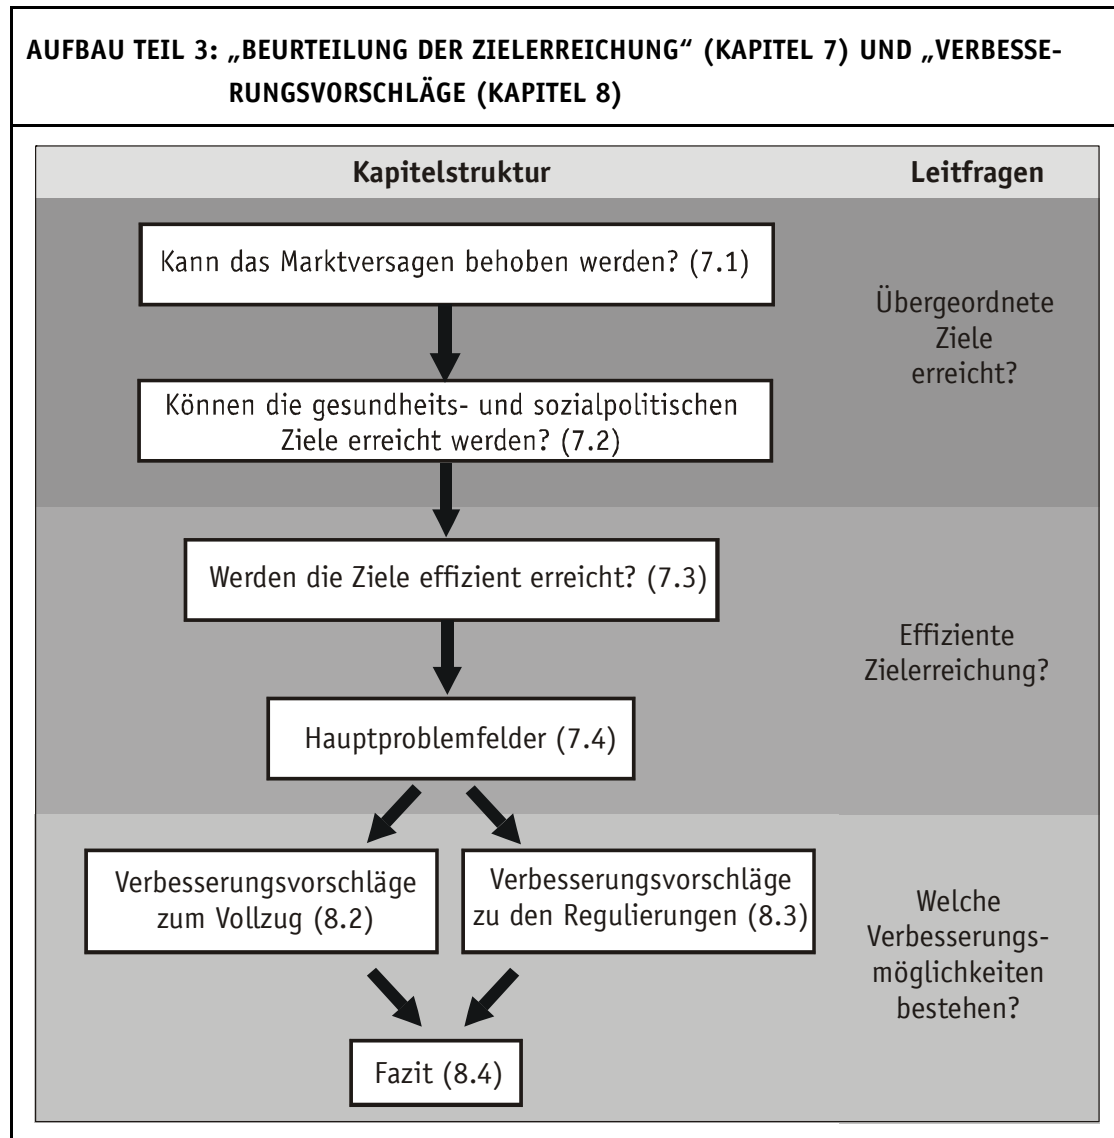 AUFBAU TEIL 3: „BEURTEILUNG DER ZIELERREICHUNG“ (KAPITEL 7) UND „VERBESSE-
RUNGSVORSCHLÄGE (KAPITEL 8)
Kapitelstruktur
Leitfragen
Kann das Marktversagen behoben werden? (7.1)
Übergeordnete
Ziele
erreicht?
Können die gesundheits- und sozialpolitischen
Ziele erreicht werden? (7.2)
Werden die Ziele effizient erreicht? (7.3)
Effiziente
Zielerreichung?
Hauptproblemfelder (7.4)
Verbesserungsvorschläge
zum Vollzug (8.2)
Verbesserungsvorschläge
zu den Regulierungen (8.3)
Welche
Verbesserungs-
möglichkeiten
bestehen?
Fazit (8.4)